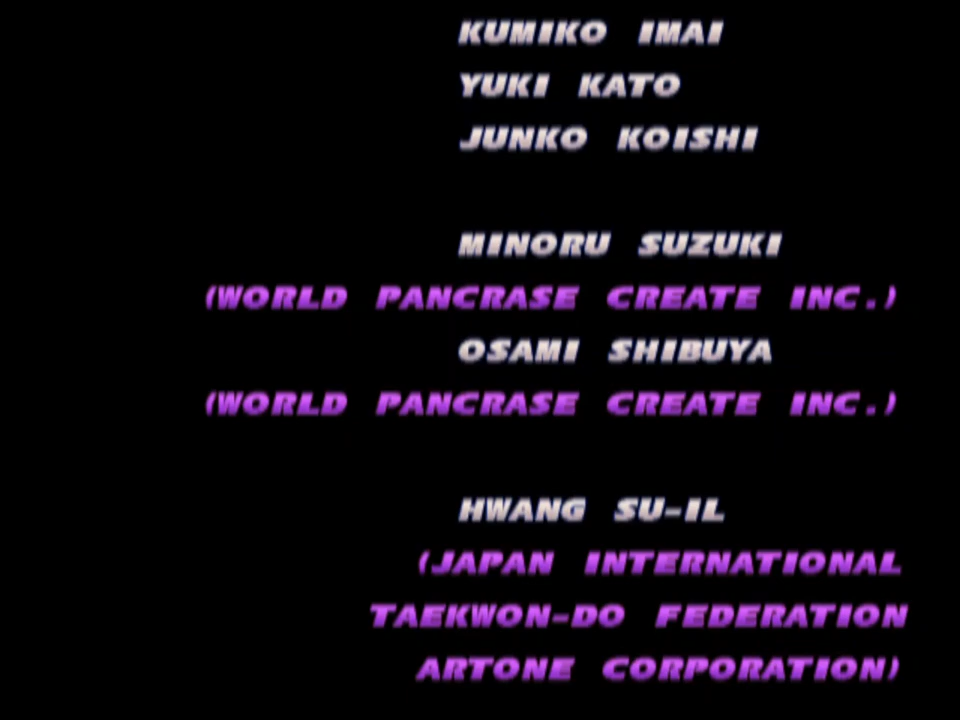 KUMIKO IMAI
YUKI KATO
JUNKO KOISHI
MINORU SUZUKI
(WORLD PANCRASE CREATE INC.)
OSAMI SHIBUYA
(WORLD PANCRASE CREATE INC.)
HWANG SU-IL
(JAPAN INTERNATIONAL
TAEKWON-DO FEDERATION
ARTONE CORPORATION)